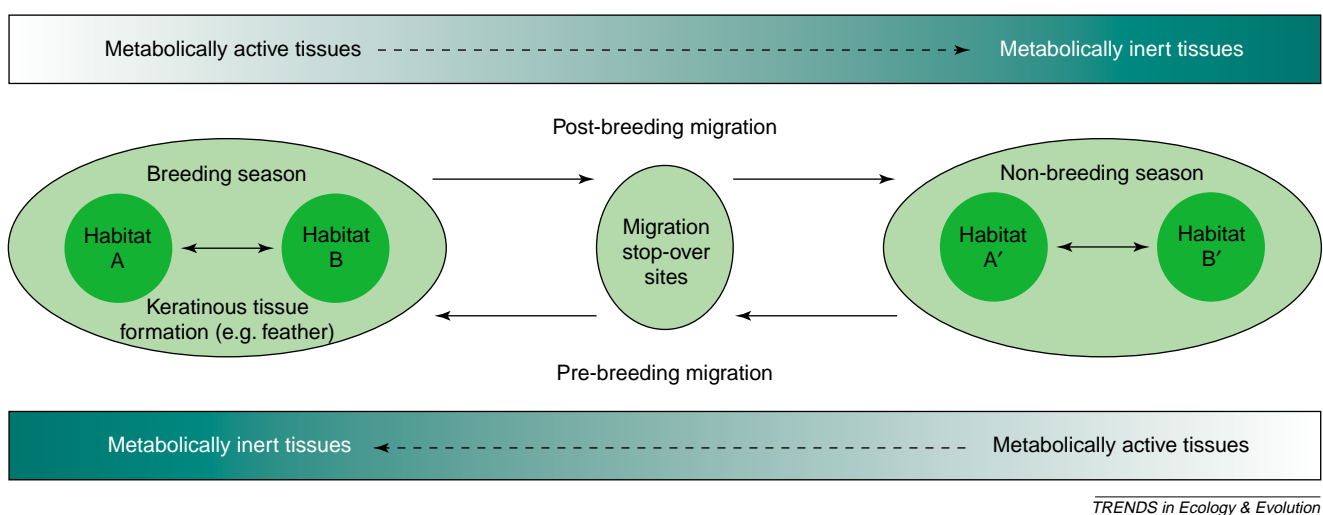 Metabolically active tissues
Metabolically inert tissues
Post-breeding migration
Breeding season
Habitat
A
Habitat
B
Keratinous tissue
formation (e.g. feather)
Migration
stop-over
sites
Non-breeding season
Habitat
A′
Habitat
B′
Pre-breeding migration
Metabolically inert tissues
Metabolically active tissues
TRENDS in Ecology & Evolution